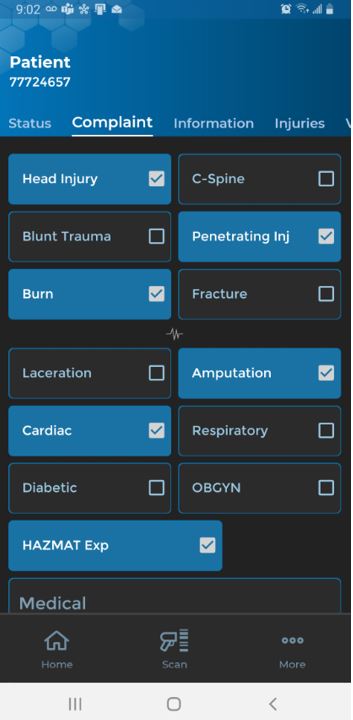 9:02
Patient
77724657
Status Complaint Information Injuries V
Head Injury C-Spine
Blunt Trauma Penetrating Inj
Burn Fracture
Laceration Amputation
Cardiac Respiratory
Diabetic OBGYN
HAZMAT Exp
Medical
Home Scan More